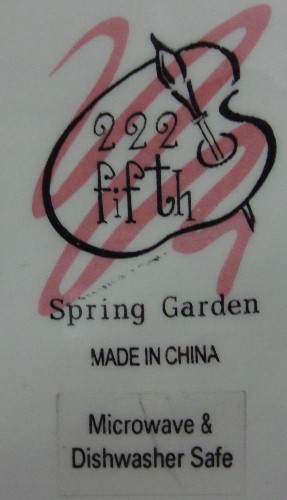 222
fifth
Spring Garden
MADE IN CHINA
Microwave &
Dishwasher Safe